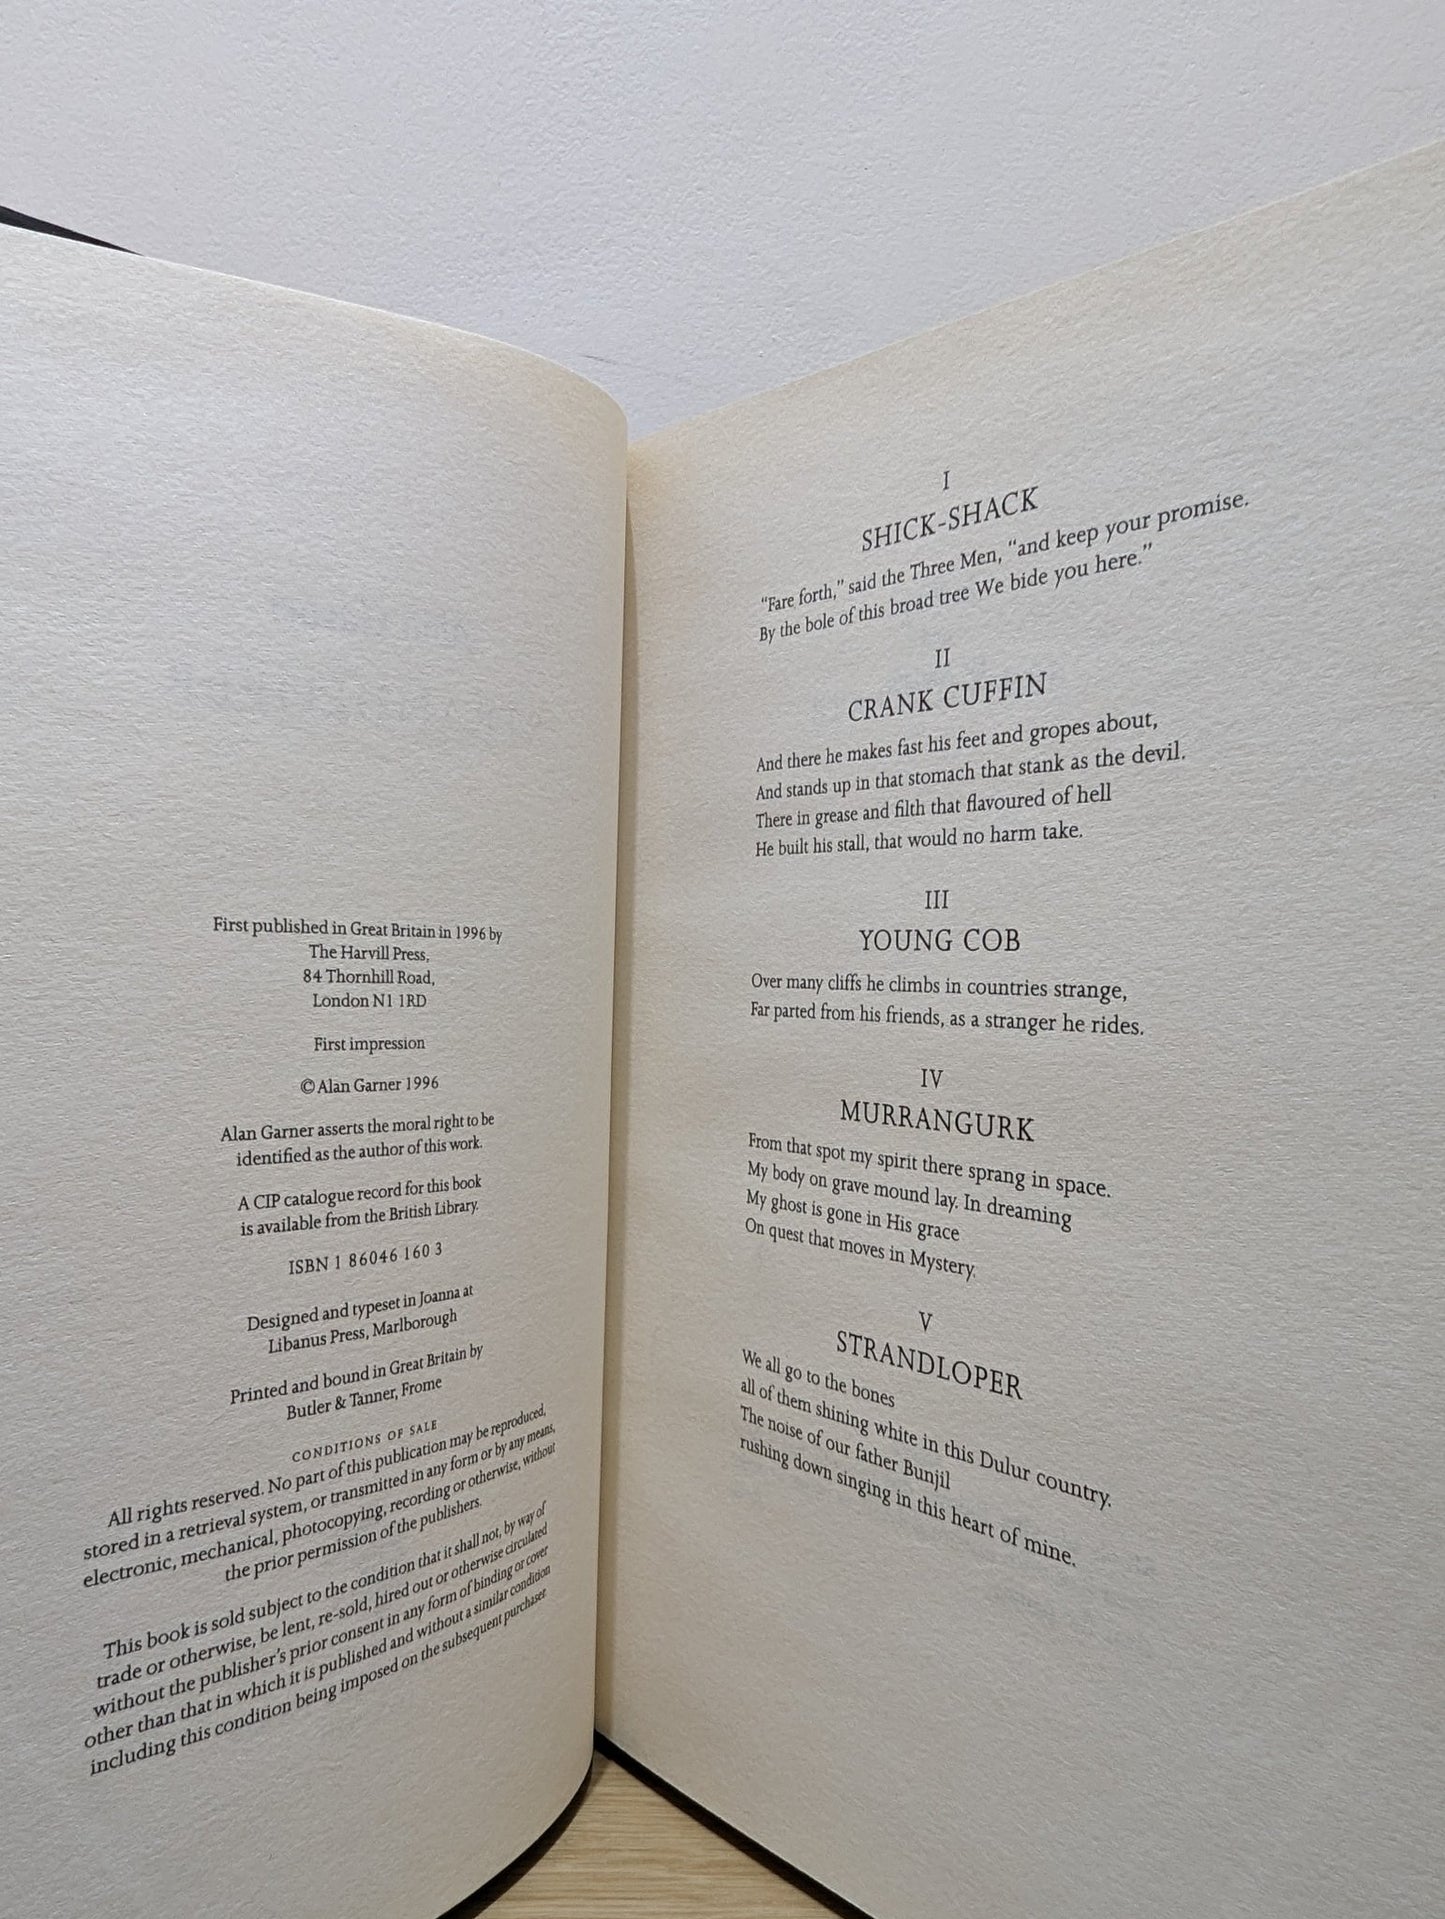 First published in Great Britain in 1996 by
The Harvill Press,
84 Thornhill Road,
London N1 1RD
First impression
© Alan Garner 1996
Alan Garner asserts the moral right to be
identified as the author of this work.
A CIP catalogue record for this book
is available from the British Library.
ISBN 1 86046 160 3
Designed and typeset in Joanna at
Libanus Press, Marlborough
Printed and bound in Great Britain by
Butler & Tanner, Frome
CONDITIONS OF SALE
All rights reserved. No part of this publication may be reproduced,
stored in a retrieval system, or transmitted in any form or by any means,
electronic, mechanical, photocopying, recording or otherwise, without
the prior permission of the publishers.
This book is sold subject to the condition that it shall not, by way of
trade or otherwise, be lent, re-sold, hired out or otherwise circulated
without the publisher's prior consent in any form of binding or cover
other than that in which it is published and without a similar condition
including this condition being imposed on the subsequent purchaser
I
SHICK-SHACK
“Fare forth,” said the Three Men, “and keep your promise.
By the bole of this broad tree We bide you here.”
II
CRANK CUFFIN
And there he makes fast his feet and gropes about,
And stands up in that stomach that stank as the devil.
There in grease and filth that flavoured of hell
He built his stall, that would no harm take.
III
YOUNG COB
Over many cliffs he climbs in countries strange,
Far parted from his friends, as a stranger he rides.
IV
MURRANGURK
From that spot my spirit there sprang in space.
My body on grave mound lay. In dreaming
My ghost is gone in His grace
On quest that moves in Mystery.
V
STRANDLOPER
We all go to the bones
all of them shining white in this Dulur country.
The noise of our father Bunjil
rushing down singing in this heart of mine.